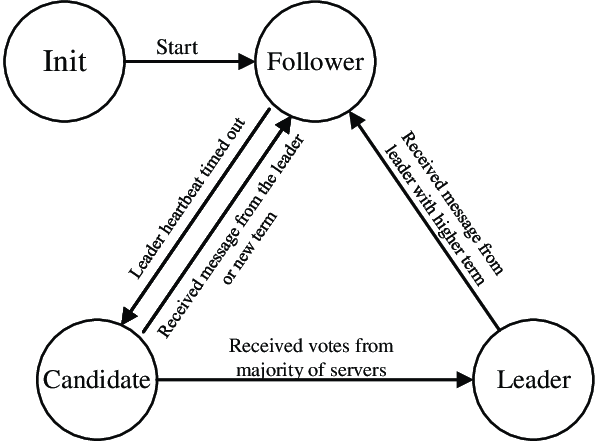 Init
Start
Follower
Leader heartbeat timed out
Received message from the leader
or new term
Received message from
leader with higher term
Candidate
Received votes from
majority of servers
Leader